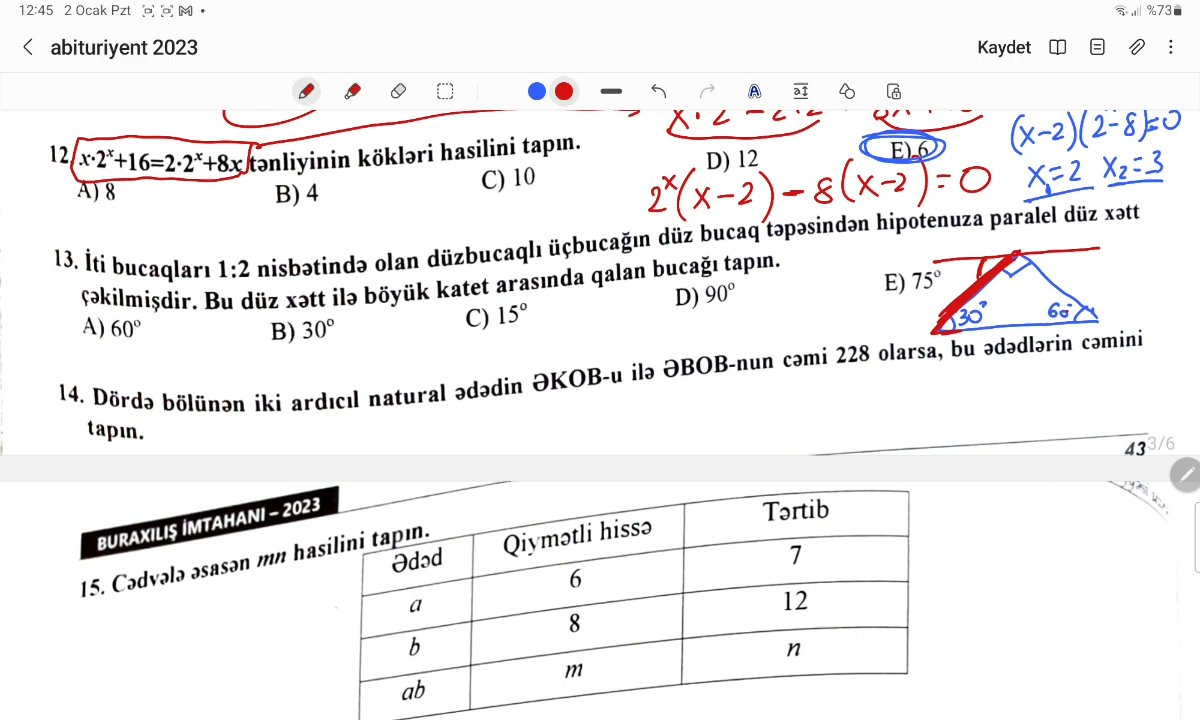 12:45 2 Ocak Pzt
%73
abituriyent 2023
Kaydet
12. x·2ˣ+16=2·2ˣ+8x tənliyinin kökləri hasilini tapın.
A) 8 B) 4 C) 10 D) 12 E) 6
2ˣ(x-2)-8(x-2)=0
(x-2)(2-8)=0
x₁=2 x₂=3
13. İti bucaqları 1:2 nisbətində olan düzbucaqlı üçbucağın düz bucaq təpəsindən hipotenuza paralel düz xətt
çəkilmişdir. Bu düz xətt ilə böyük katet arasında qalan bucağı tapın.
A) 60° B) 30° C) 15° D) 90° E) 75°
30° 60°
14. Dördə bölünən iki ardıcıl natural ədədin ƏKOB-u ilə ƏBOB-nun cəmi 228 olarsa, bu ədədlərin cəmini
tapın.
43
3/6
BURAXILIŞ İMTAHANI – 2023
15. Cədvələ əsasən mn hasilini tapın.
Ədəd Qiymətli hissə Tərtib
a 6 7
b 8 12
ab m n